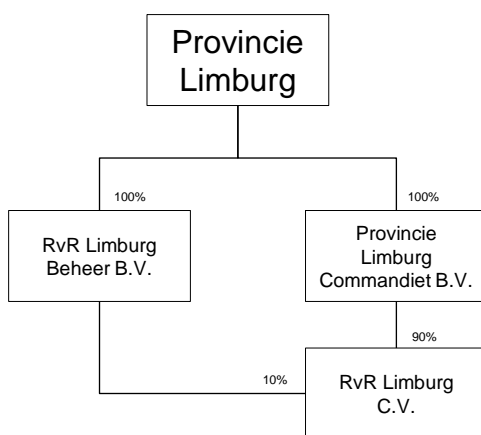 Provincie
Limburg
100%
100%
RvR Limburg
Beheer B.V.
Provincie
Limburg
Commandiet B.V.
90%
10%
RvR Limburg
C.V.